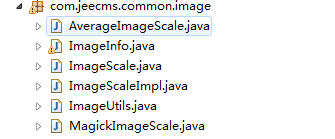 com.jeecms.common.image
AverageImageScale.java
ImageInfo.java
ImageScale.java
ImageScaleImpl.java
ImageUtils.java
MagickImageScale.java